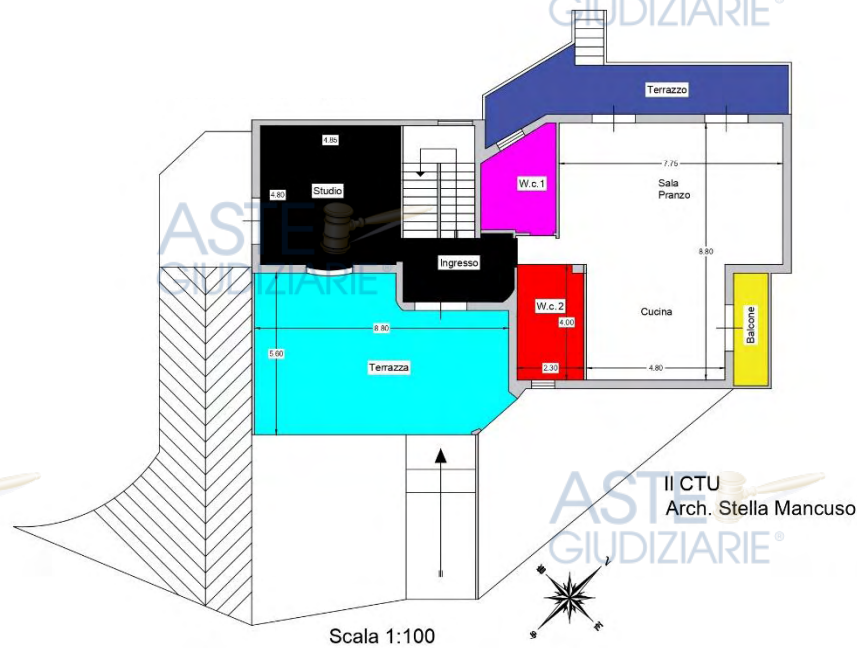 GIUDIZIARIE®
Terrazzo
4.85
7.75
W.c.1
Sala
Pranzo
4.80
Studio
ASTE
GIUDIZIARIE®
8.80
Ingresso
W.c.2
4.00
Cucina
Balcone
8.80
5.60
Terrazza
2.30
4.80
Il CTU
Arch. Stella Mancuso
ASTE
GIUDIZIARIE®
Scala 1:100